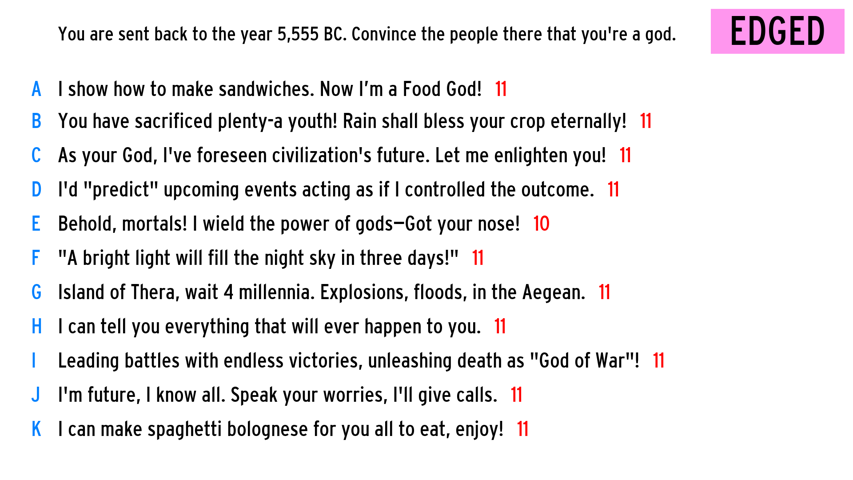 You are sent back to the year 5,555 BC. Convince the people there that you're a god.
EDGED
A I show how to make sandwiches. Now I'm a Food God! 11
B You have sacrificed plenty-a youth! Rain shall bless your crop eternally! 11
C As your God, I've foreseen civilization's future. Let me enlighten you! 11
D I'd "predict" upcoming events acting as if I controlled the outcome. 11
E Behold, mortals! I wield the power of gods—Got your nose! 10
F "A bright light will fill the night sky in three days!" 11
G Island of Thera, wait 4 millennia. Explosions, floods, in the Aegean. 11
H I can tell you everything that will ever happen to you. 11
I Leading battles with endless victories, unleashing death as "God of War"! 11
J I'm future, I know all. Speak your worries, I'll give calls. 11
K I can make spaghetti bolognese for you all to eat, enjoy! 11